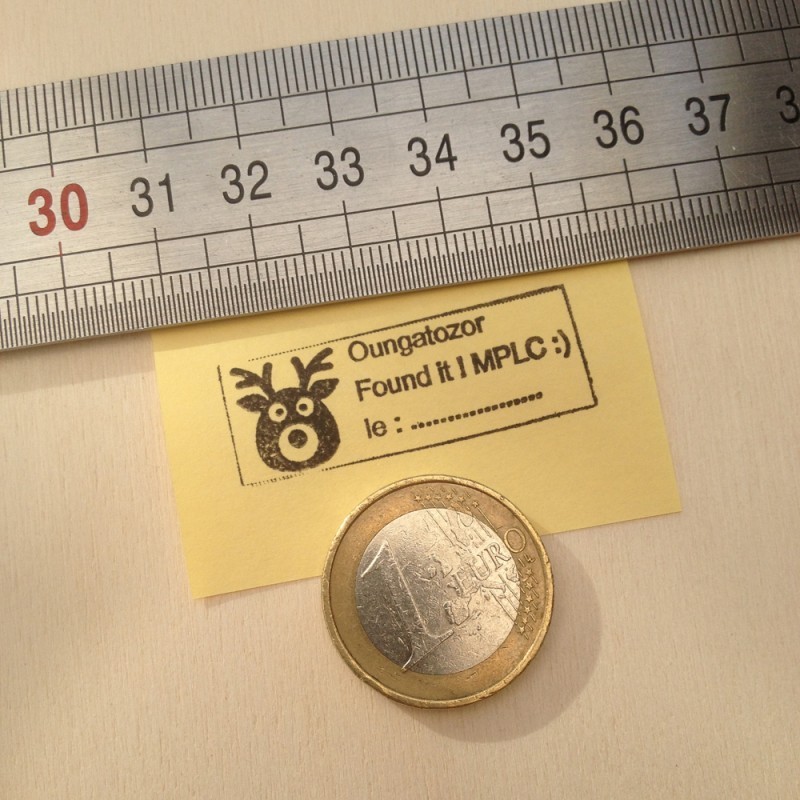 30 31 32 33 34 35 36 37
Oungatozor
Found it ! MPLC :)
le : ....................
1 EURO